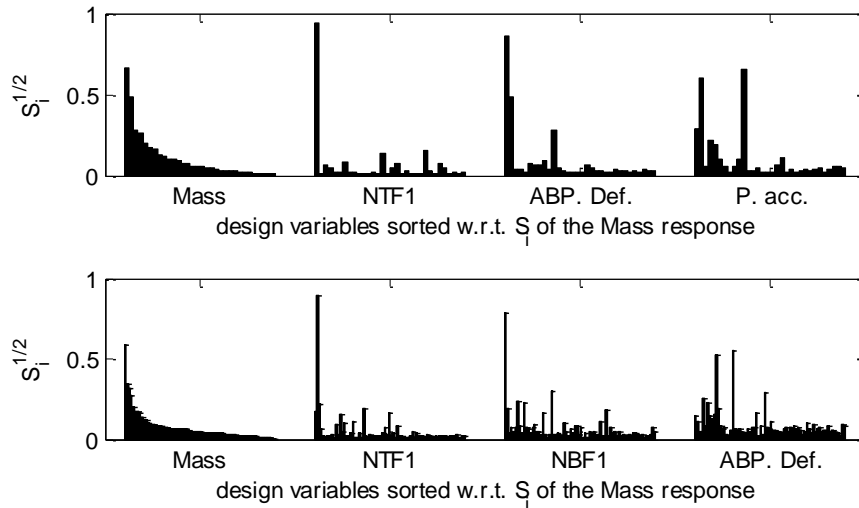 1
0.5
0
S_i^1/2
Mass NTF1 ABP. Def. P. acc.
design variables sorted w.r.t. S_i of the Mass response
1
0.5
0
S_i^1/2
Mass NTF1 NBF1 ABP. Def.
design variables sorted w.r.t. S_i of the Mass response